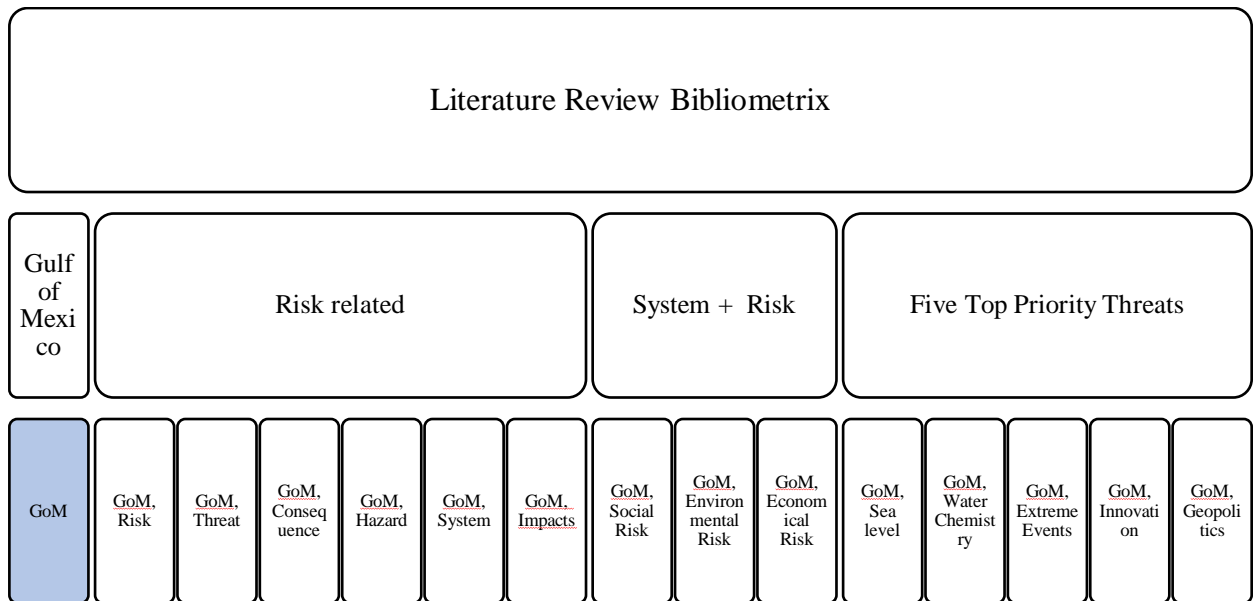 Literature Review Bibliometrix
Gulf
of
Mexi
co
Risk related
System + Risk
Five Top Priority Threats
GoM
GoM,
Risk
GoM,
Threat
GoM,
Conseq
uence
GoM,
Hazard
GoM,
System
GoM,
Impacts
GoM,
Social
Risk
GoM,
Environ
mental
Risk
GoM,
Econom
ical
Risk
GoM,
Sea
level
GoM,
Water
Chemist
ry
GoM,
Extreme
Events
GoM,
Innovati
on
GoM,
Geopoli
tics